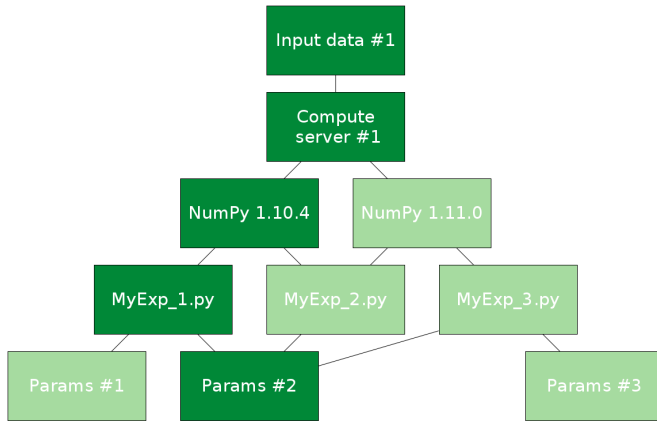 Input data #1
Compute
server #1
NumPy 1.10.4
NumPy 1.11.0
MyExp_1.py
MyExp_2.py
MyExp_3.py
Params #1
Params #2
Params #3